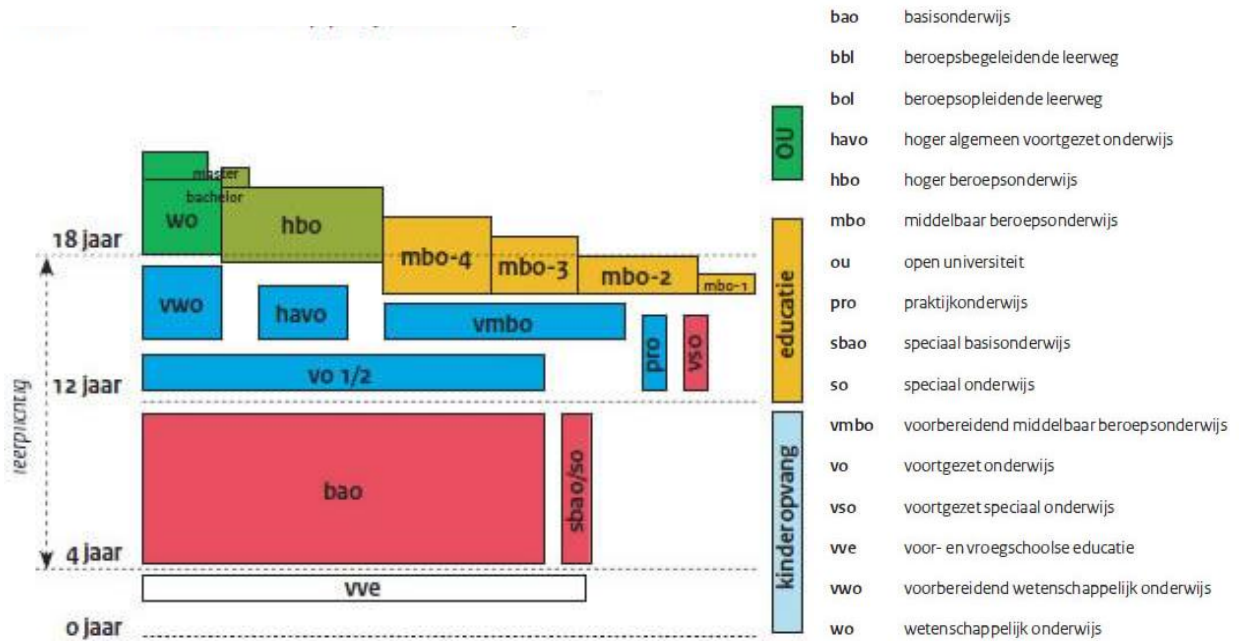 master
bachelor
wo
hbo
18 jaar
mbo-4
mbo-3
mbo-2
mbo-1
vwo
havo
vmbo
pro
vso
vo 1/2
12 jaar
leerplichtig
bao
sbao/so
4 jaar
vve
0 jaar
OU
educatie
kinderopvang
bao basisonderwijs
bbl beroepsbegeleidende leerweg
bol beroepsopleidende leerweg
havo hoger algemeen voortgezet onderwijs
hbo hoger beroepsonderwijs
mbo middelbaar beroepsonderwijs
ou open universiteit
pro praktijkonderwijs
sbao speciaal basisonderwijs
so speciaal onderwijs
vmbo voorbereidend middelbaar beroepsonderwijs
vo voortgezet onderwijs
vso voortgezet speciaal onderwijs
vve voor- en vroegschoolse educatie
vwo voorbereidend wetenschappelijk onderwijs
wo wetenschappelijk onderwijs